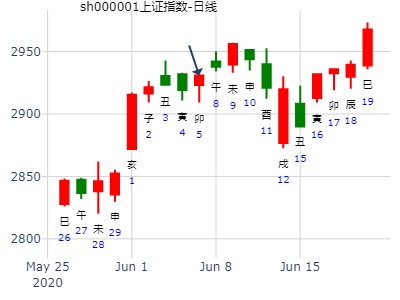 sh000001上证指数-日线
2950
2900
2850
2800
巳
26
午
27
未
28
申
29
亥
1
子
2
丑
3
寅
4
卯
5
午
8
未
9
申
10
酉
11
戌
12
丑
15
寅
16
卯
17
辰
18
巳
19
May 25
2020
Jun 1
Jun 8
Jun 15